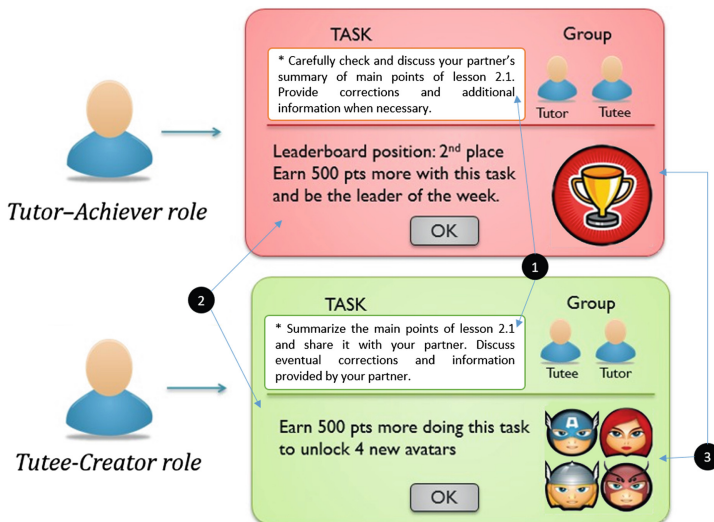 TASK
Group
* Carefully check and discuss your partner's
summary of main points of lesson 2.1.
Provide corrections and additional
information when necessary.
Tutor Tutee
Leaderboard position: 2nd place
Earn 500 pts more with this task
and be the leader of the week.
OK
Tutor–Achiever role
1
2
TASK
Group
* Summarize the main points of lesson 2.1
and share it with your partner. Discuss
eventual corrections and information
provided by your partner.
Tutee Tutor
Earn 500 pts more doing this task
to unlock 4 new avatars
A
3
Tutee-Creator role
OK